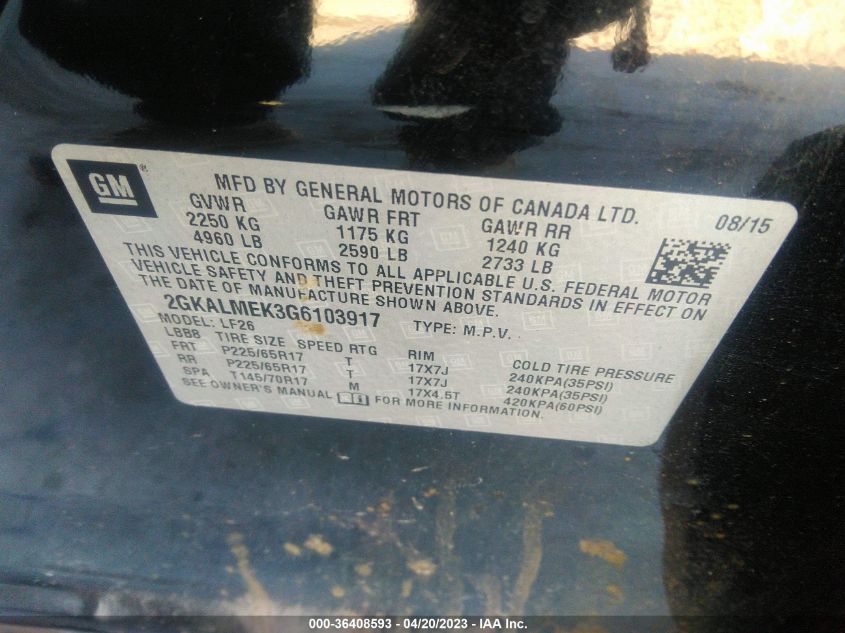 GM ®
MFD BY GENERAL MOTORS OF CANADA LTD.
08/15
GVWR GAWR FRT GAWR RR
2250 KG 1175 KG 1240 KG
4960 LB 2590 LB 2733 LB
THIS VEHICLE CONFORMS TO ALL APPLICABLE U.S. FEDERAL MOTOR
VEHICLE SAFETY AND THEFT PREVENTION STANDARDS IN EFFECT ON
THE DATE OF MANUFACTURE SHOWN ABOVE.
2GKALMEK3G6103917 TYPE: M.P.V.
MODEL: LF26
LBBB TIRE SIZE SPEED RTG RIM COLD TIRE PRESSURE
FRT P225/65R17 T 17X7J 240KPA(35PSI)
RR P225/65R17 T 17X7J 240KPA(35PSI)
SPA T145/70R17 M 17X4.5T 420KPA(60PSI)
SEE OWNER'S MANUAL FOR MORE INFORMATION.
000-36408593 - 04/20/2023 - IAA Inc.